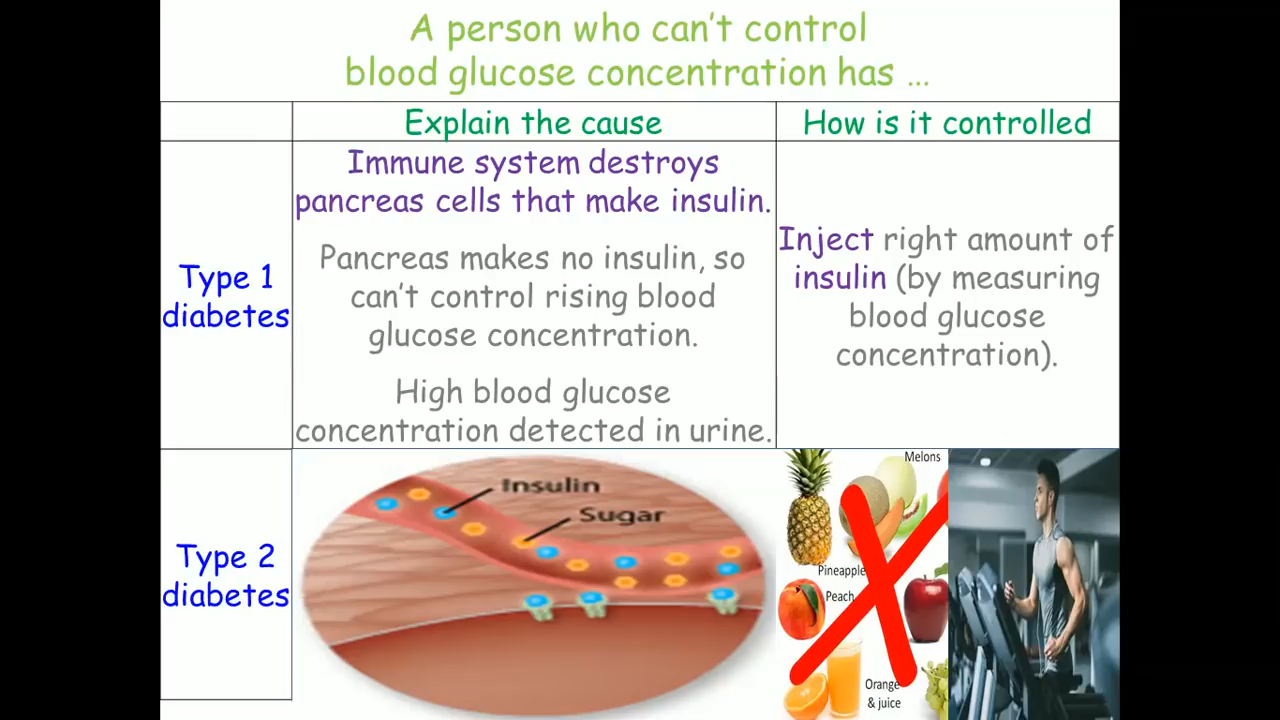 A person who can't control
blood glucose concentration has ...
Explain the cause
How is it controlled
Type 1
diabetes
Immune system destroys
pancreas cells that make insulin.
Pancreas makes no insulin, so
can't control rising blood
glucose concentration.
High blood glucose
concentration detected in urine.
Inject right amount of
insulin (by measuring
blood glucose
concentration).
Type 2
diabetes
Insulin
Sugar
Melons
Pineapple
Peach
Orange
& juice